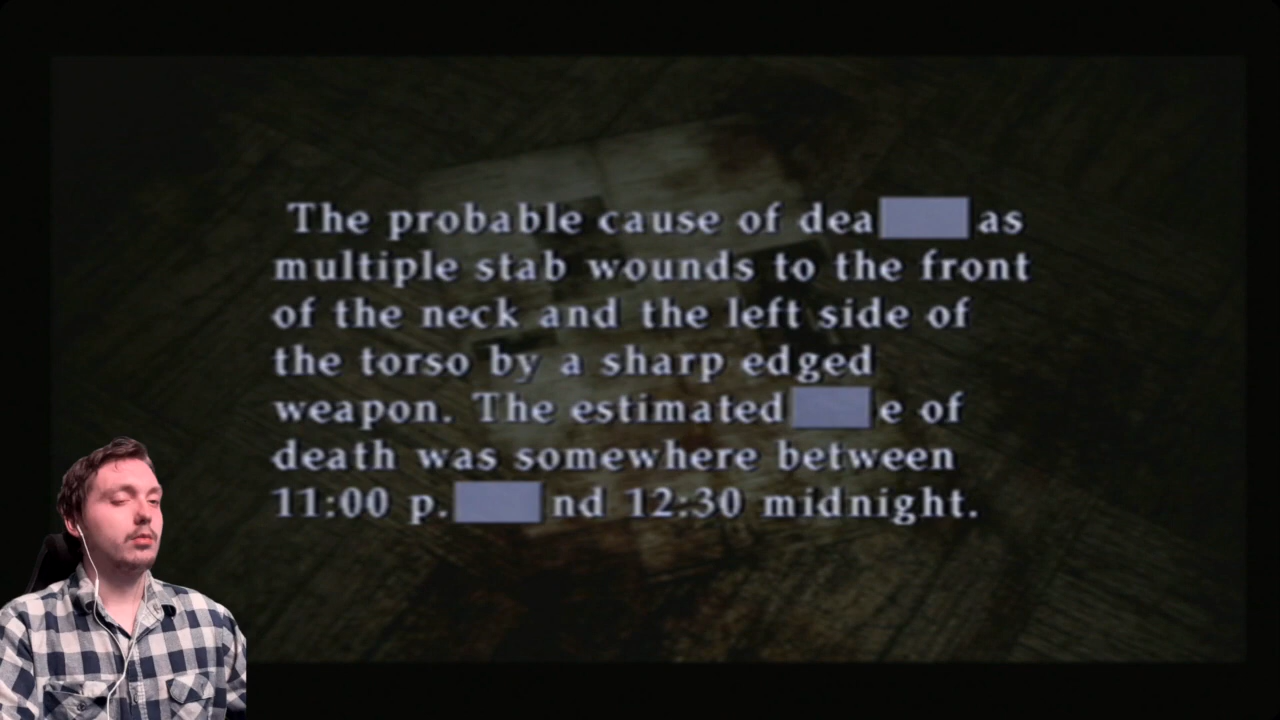 The probable cause of dea as
multiple stab wounds to the front
of the neck and the left side of
the torso by a sharp edged
weapon. The estimated e of
death was somewhere between
11:00 p. nd 12:30 midnight.